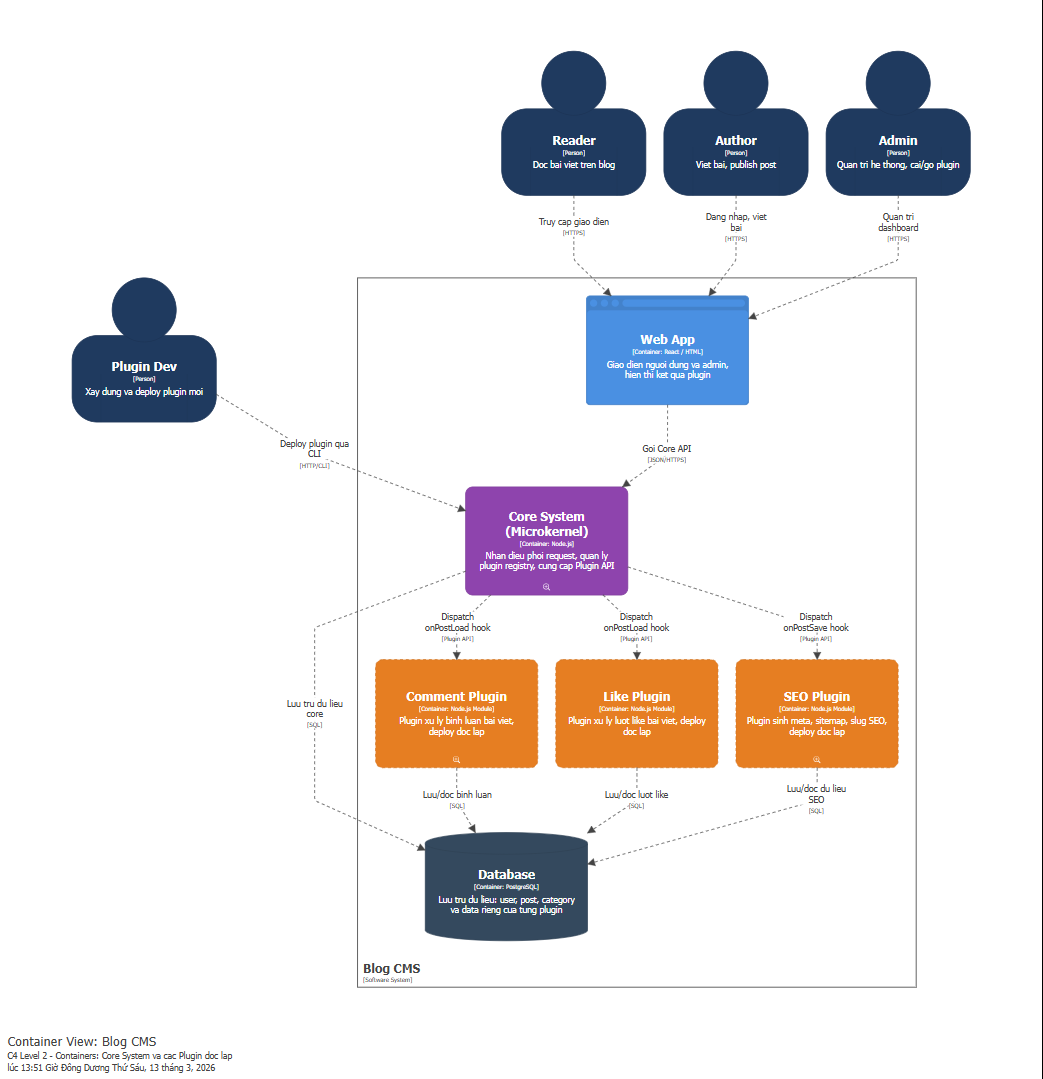 Reader
[Person]
Doc bai viet tren blog
Author
[Person]
Viet bai, publish post
Admin
[Person]
Quan tri he thong, cai/go plugin
Truy cap giao dien
[HTTPS]
Dang nhap, viet
bai
[HTTPS]
Quan tri
dashboard
[HTTPS]
Plugin Dev
[Person]
Xay dung va deploy plugin moi
Web App
[Container: React / HTML]
Giao dien nguoi dung va admin,
hien thi ket qua plugin
Deploy plugin qua
CLI
[HTTP/CLI]
Goi Core API
[JSON/HTTPS]
Core System
(Microkernel)
[Container: Node.js]
Nhan dieu phoi request, quan ly
plugin registry, cung cap Plugin API
Dispatch
onPostLoad hook
[Plugin API]
Dispatch
onPostLoad hook
[Plugin API]
Dispatch
onPostSave hook
[Plugin API]
Luu tru du lieu
core
[SQL]
Comment Plugin
[Container: Node.js Module]
Plugin xu ly binh luan bai viet,
deploy doc lap
Like Plugin
[Container: Node.js Module]
Plugin xu ly luot like bai viet, deploy
doc lap
SEO Plugin
[Container: Node.js Module]
Plugin sinh meta, sitemap, slug SEO,
deploy doc lap
Luu/doc binh luan
[SQL]
Luu/doc luot like
[SQL]
Luu/doc du lieu
SEO
[SQL]
Database
[Container: PostgreSQL]
Luu tru du lieu: user, post, category
va data rieng cua tung plugin
Blog CMS
[Software System]
Container View: Blog CMS
C4 Level 2 - Containers: Core System va cac Plugin doc lap
lúc 13:51 Giờ Đông Dương Thứ Sáu, 13 tháng 3, 2026